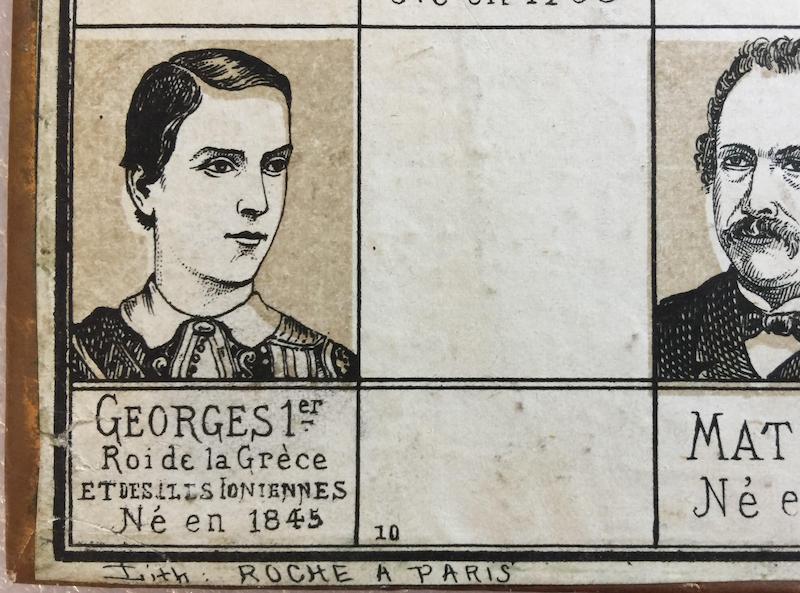 GEORGES 1er
Roi de la Grèce
ET DES ILES IONIENNES
Né en 1845
10
MAT
Né e
Lith. ROCHE A PARIS